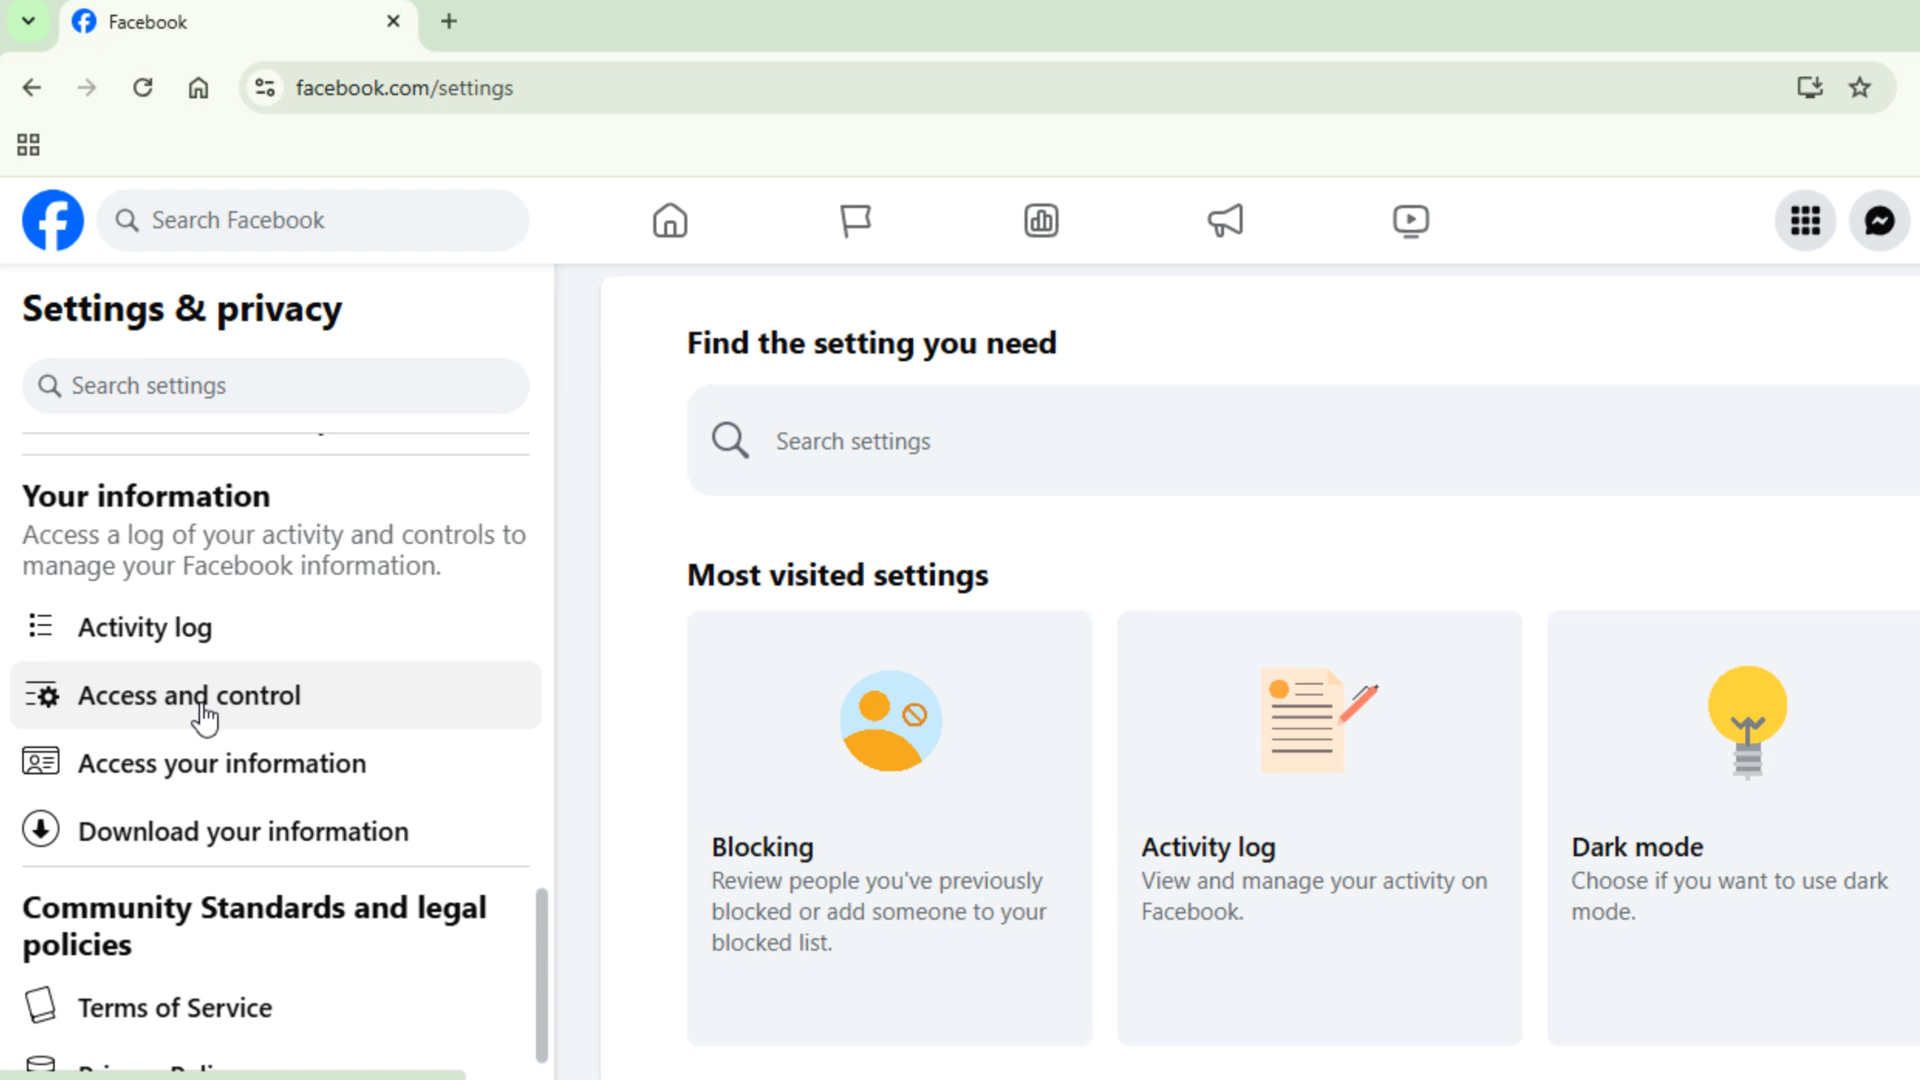 Facebook
facebook.com/settings
Search Facebook
Settings & privacy
Search settings
Your information
Access a log of your activity and controls to
manage your Facebook information.
Activity log
Access and control
Access your information
Download your information
Community Standards and legal
policies
Terms of Service
Find the setting you need
Search settings
Most visited settings
Blocking
Review people you've previously
blocked or add someone to your
blocked list.
Activity log
View and manage your activity on
Facebook.
Dark mode
Choose if you want to use dark
mode.